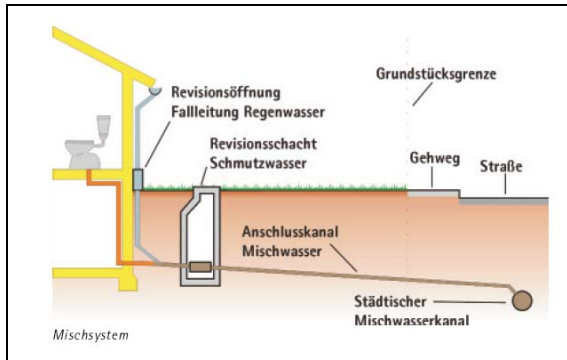 Grundstücksgrenze
Revisionsöffnung
Fallleitung Regenwasser
Revisionsschacht
Schmutzwasser
Gehweg
Straße
Anschlusskanal
Mischwasser
Städtischer
Mischwasserkanal
Mischsystem